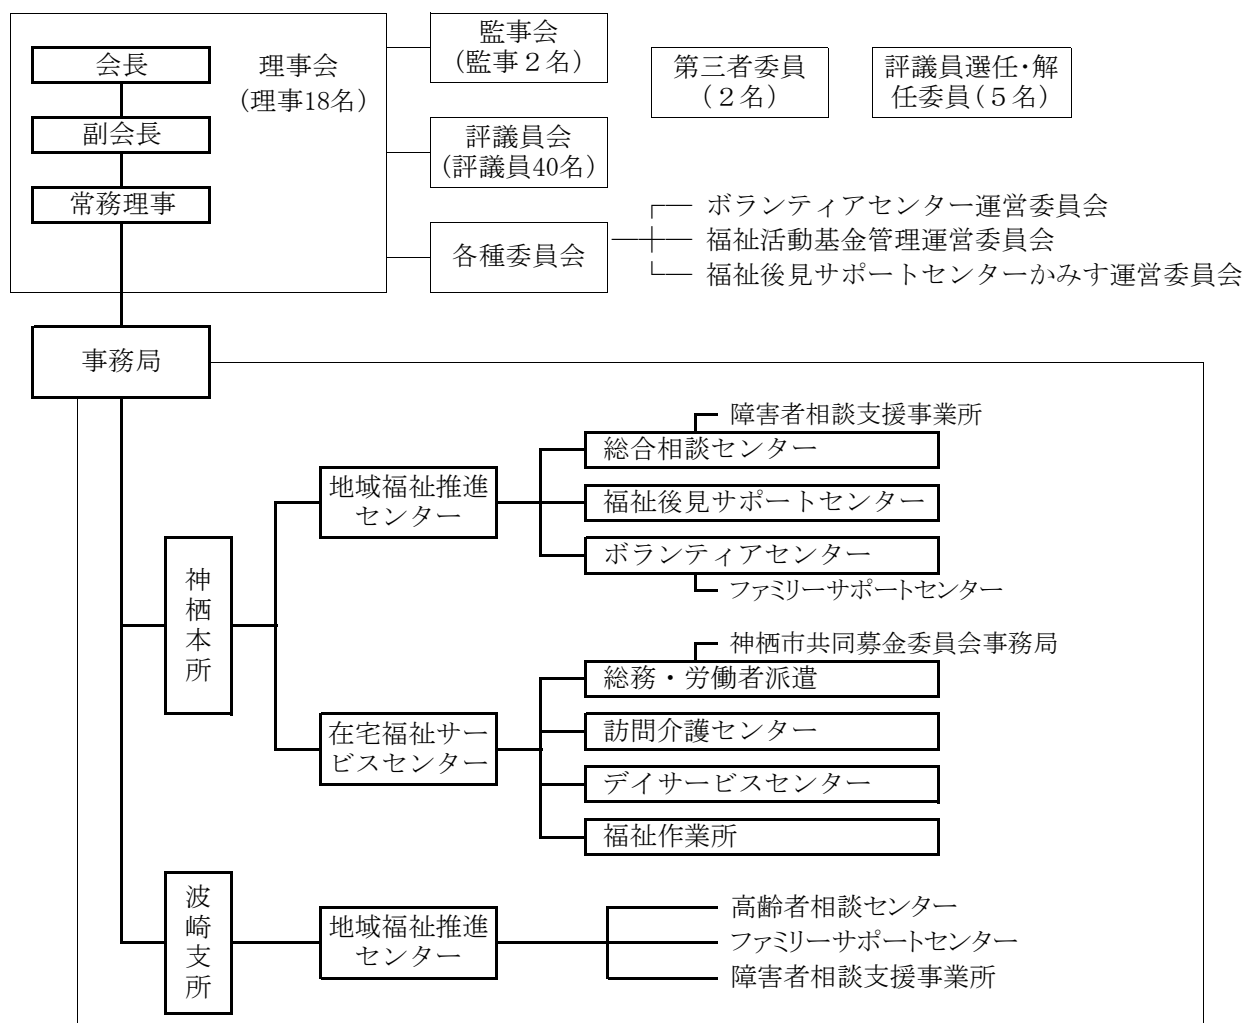 会長
副会長
常務理事
理事会
（理事18名）
監事会
（監事２名）
評議員会
（評議員40名）
各種委員会
第三者委員
（２名）
評議員選任・解
任委員（５名）
ボランティアセンター運営委員会
福祉活動基金管理運営委員会
福祉後見サポートセンターかみす運営委員会
事務局
神栖本所
地域福祉推進
センター
障害者相談支援事業所
総合相談センター
福祉後見サポートセンター
ボランティアセンター
ファミリーサポートセンター
在宅福祉サー
ビスセンター
神栖市共同募金委員会事務局
総務・労働者派遣
訪問介護センター
デイサービスセンター
福祉作業所
波崎支所
地域福祉推進
センター
高齢者相談センター
ファミリーサポートセンター
障害者相談支援事業所